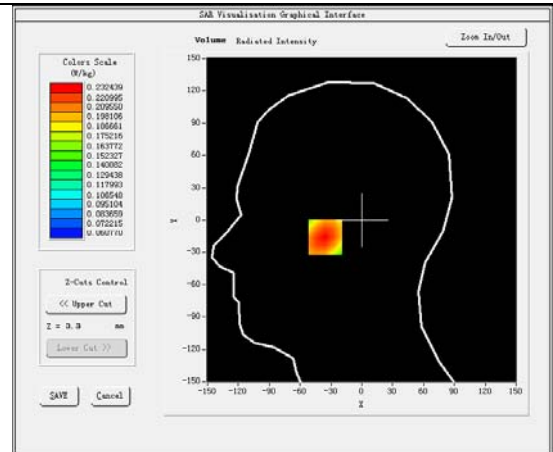 SAR Visualisation Graphical Interface
Volume Radiated Intensity
Zoom In/Out
Colors Scale
(W/kg)
0.232439
0.220995
0.209550
0.198106
0.186661
0.175216
0.163772
0.152327
0.140882
0.129438
0.117993
0.106548
0.095104
0.083659
0.072215
0.060770
150
120
90
60
30
0
-30
-60
-90
-120
-150
Y
-150 -120 -90 -60 -30 0 30 60 90 120 150
X
Z-Cuts Control
<< Upper Cut
Z = 3.3 mm
Lower Cut >>
SAVE Cancel